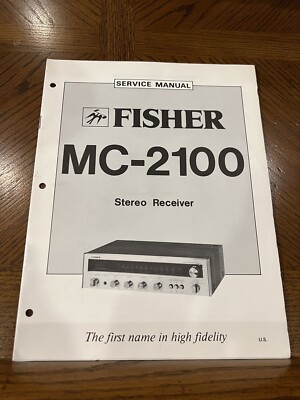 SERVICE MANUAL
FISHER
MC-2100
Stereo Receiver
The first name in high fidelity
U.S.